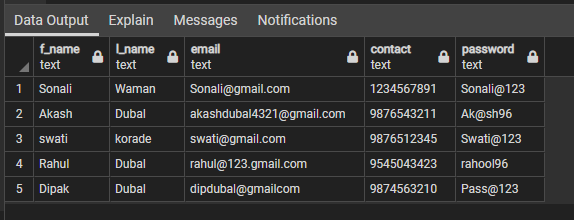 Data Output Explain Messages Notifications
f_name l_name email contact password
text text text text text
1 Sonali Waman Sonali@gmail.com 1234567891 Sonali@123
2 Akash Dubal akashdubal4321@gmail.com 9876543211 Ak@sh96
3 swati korade swati@gmail.com 9876512345 Swati@123
4 Rahul Dubal rahul@123.gmail.com 9545043423 rahool96
5 Dipak Dubal dipdubal@gmailcom 9874563210 Pass@123